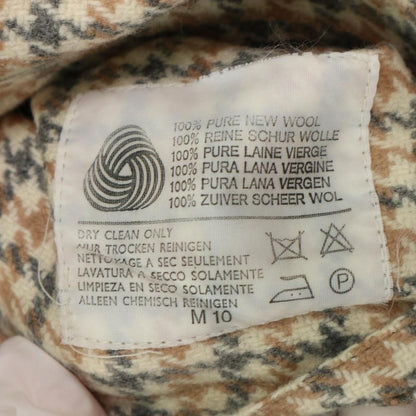 100% PURE NEW WOOL
100% REINE SCHUR WOLLE
100% PURE LAINE VIERGE
100% PURA LANA VERGINE
100% PURA LANA VERGEN
100% ZUIVER SCHEER WOL
DRY CLEAN ONLY
NUR TROCKEN REINIGEN
NETTOYAGE A SEC SEULEMENT
LAVATURA A SECCO SOLAMENTE
LIMPIEZA EN SECO SOLAMENTE
ALLEEN CHEMISCH REINIGEN
P
M 10